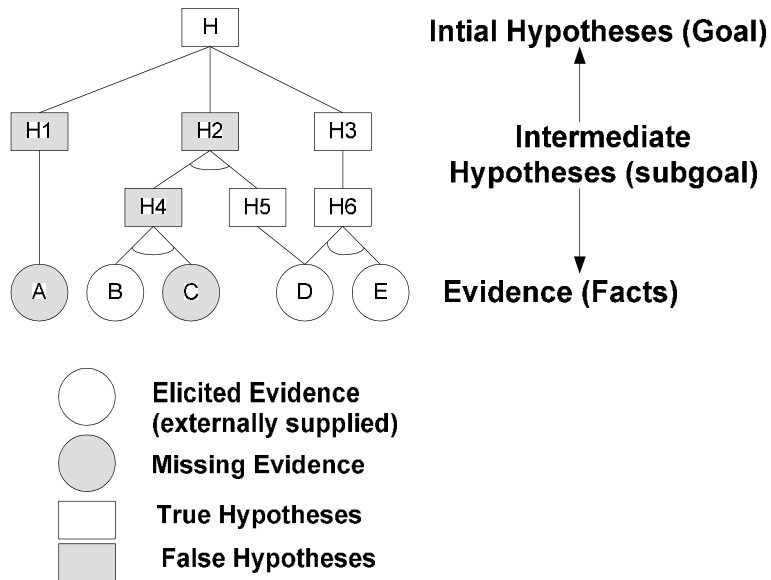 H
Intial Hypotheses (Goal)
H1
H2
H3
Intermediate
Hypotheses (subgoal)
H4
H5
H6
A
B
C
D
E
Evidence (Facts)
Elicited Evidence
(externally supplied)
Missing Evidence
True Hypotheses
False Hypotheses